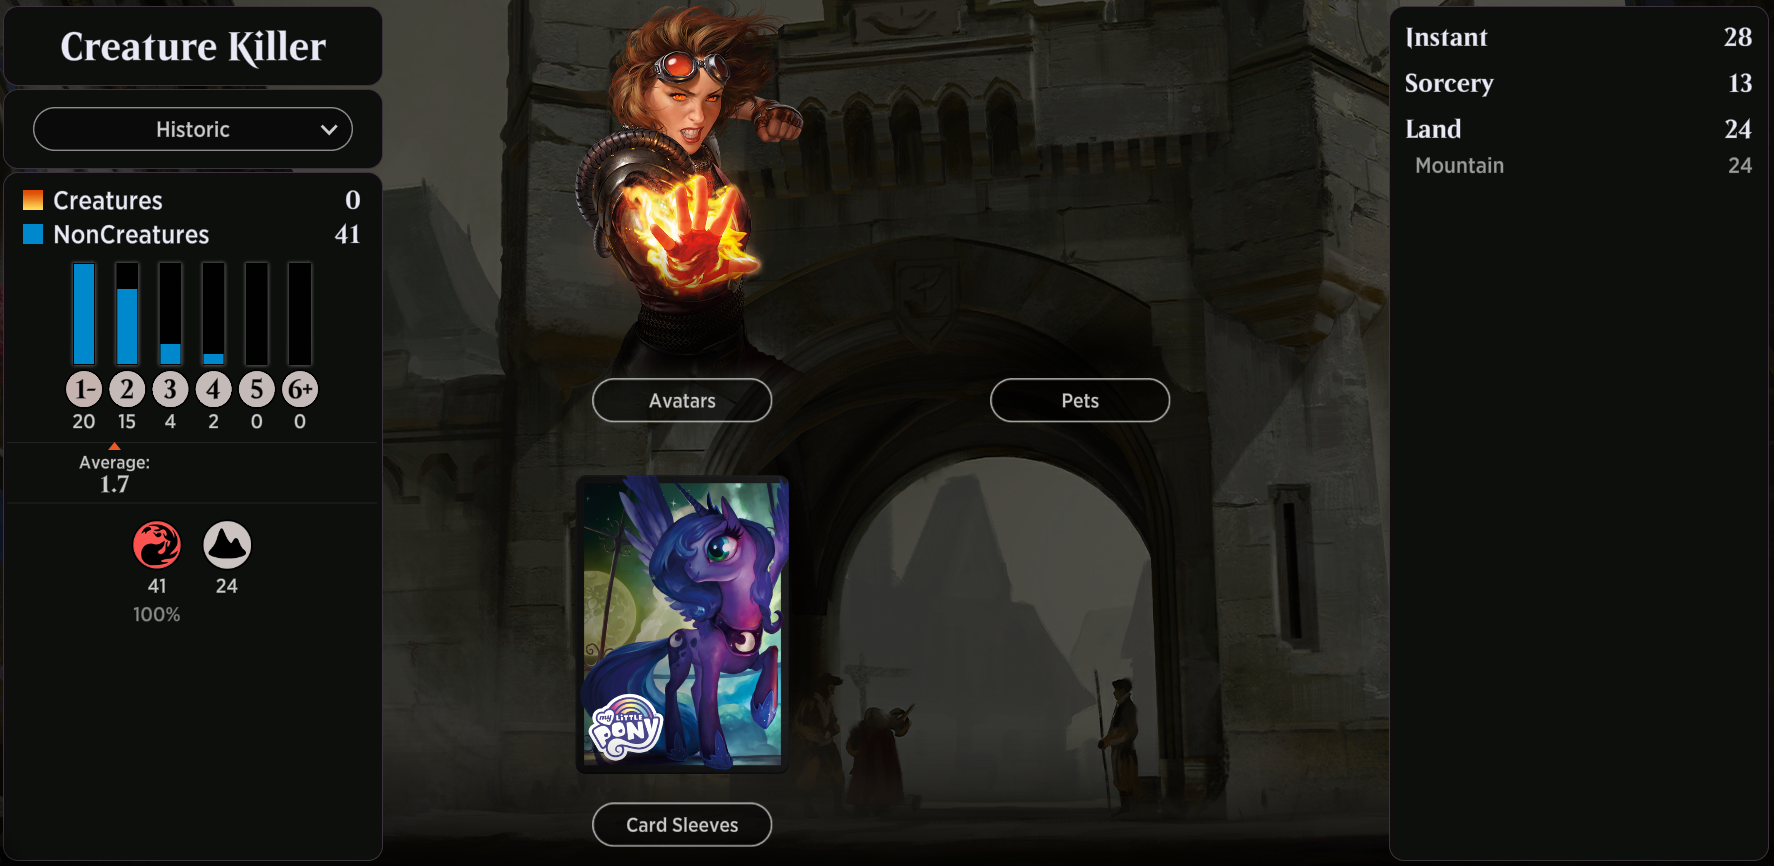 Creature Killer
Historic
Creatures 0
NonCreatures 41
1- 2 3 4 5 6+
20 15 4 2 0 0
Average:
1.7
41 24
100%
Avatars
Pets
my LITTLE
PONY
Card Sleeves
Instant 28
Sorcery 13
Land 24
Mountain 24